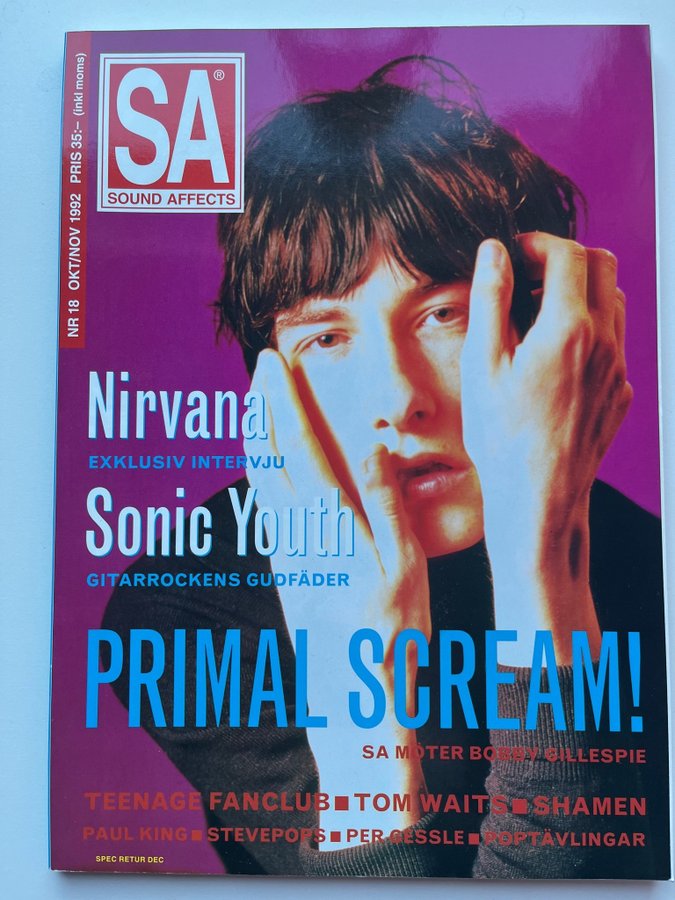 NR 18 OKT/NOV 1992 PRIS 35:– (inkl moms)
SA®
SOUND AFFECTS
Nirvana
EXKLUSIV INTERVJU
Sonic Youth
GITARROCKENS GUDFÄDER
PRIMAL SCREAM!
SA MÖTER BOBBY GILLESPIE
TEENAGE FANCLUB ■ TOM WAITS ■ SHAMEN
PAUL KING ■ STEVEPOPS ■ PER GESSLE ■ POPTÄVLINGAR
SPEC RETUR DEC